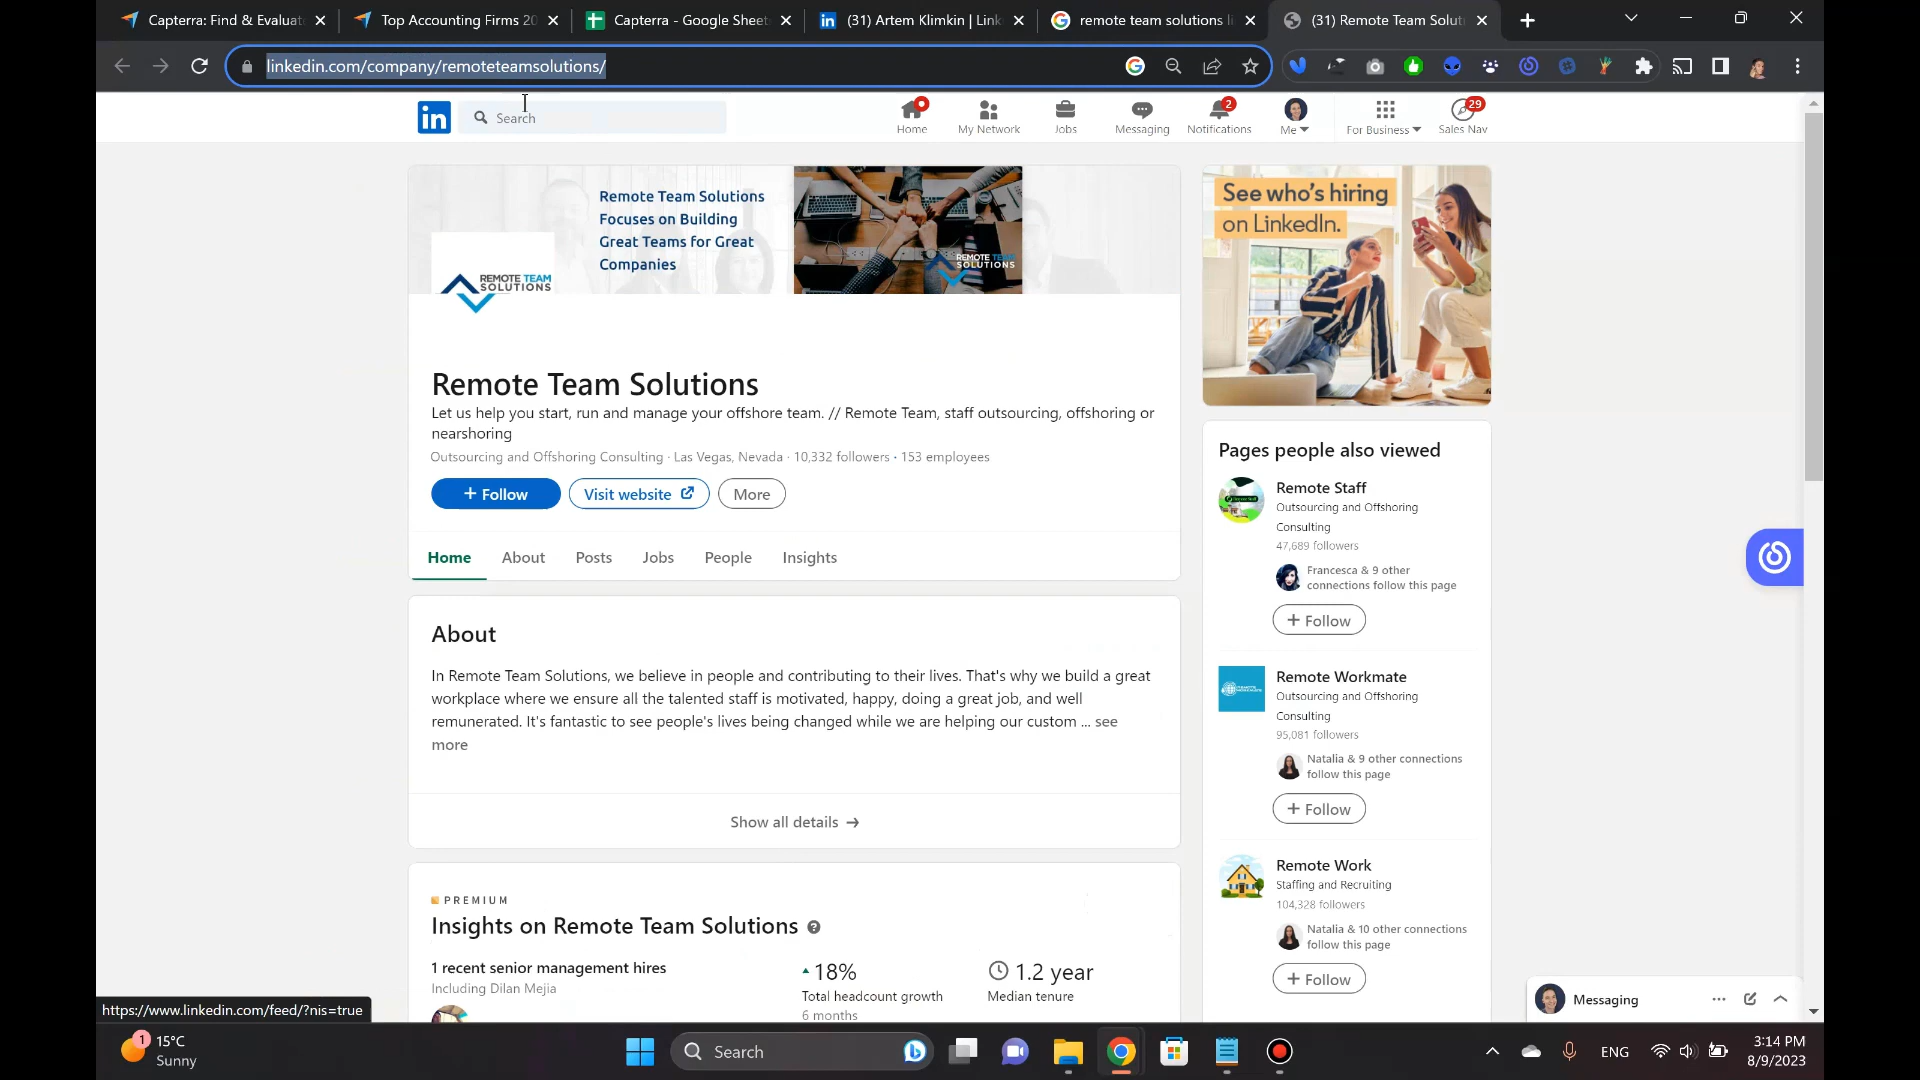 Capterra: Find & Evaluat
Top Accounting Firms 20
Capterra - Google Sheet
(31) Artem Klimkin | Link
remote team solutions li
(31) Remote Team Solut
linkedin.com/company/remoteteamsolutions/
Search
Home
My Network
Jobs
Messaging
2
Notifications
Me
For Business
29
Sales Nav
Remote Team Solutions
Focuses on Building
Great Teams for Great
Companies
REMOTE TEAM
SOLUTIONS
REMOTE TEAM
SOLUTIONS
Remote Team Solutions
Let us help you start, run and manage your offshore team. // Remote Team, staff outsourcing, offshoring or
nearshoring
Outsourcing and Offshoring Consulting · Las Vegas, Nevada · 10,332 followers · 153 employees
+ Follow
Visit website
More
Home
About
Posts
Jobs
People
Insights
About
In Remote Team Solutions, we believe in people and contributing to their lives. That's why we build a great
workplace where we ensure all the talented staff is motivated, happy, doing a great job, and well
remunerated. It's fantastic to see people's lives being changed while we are helping our custom ... see
more
Show all details →
PREMIUM
Insights on Remote Team Solutions
1 recent senior management hires
Including Dilan Mejia
18%
Total headcount growth
6 months
1.2 year
Median tenure
See who's hiring
on LinkedIn.
Pages people also viewed
Remote Staff
Outsourcing and Offshoring
Consulting
47,689 followers
Francesca & 9 other
connections follow this page
+ Follow
Remote Workmate
Outsourcing and Offshoring
Consulting
95,081 followers
Natalia & 9 other connections
follow this page
+ Follow
Remote Work
Staffing and Recruiting
104,328 followers
Natalia & 10 other connections
follow this page
+ Follow
Messaging
https://www.linkedin.com/feed/?nis=true
1
15°C
Sunny
Search
ENG
3:14 PM
8/9/2023